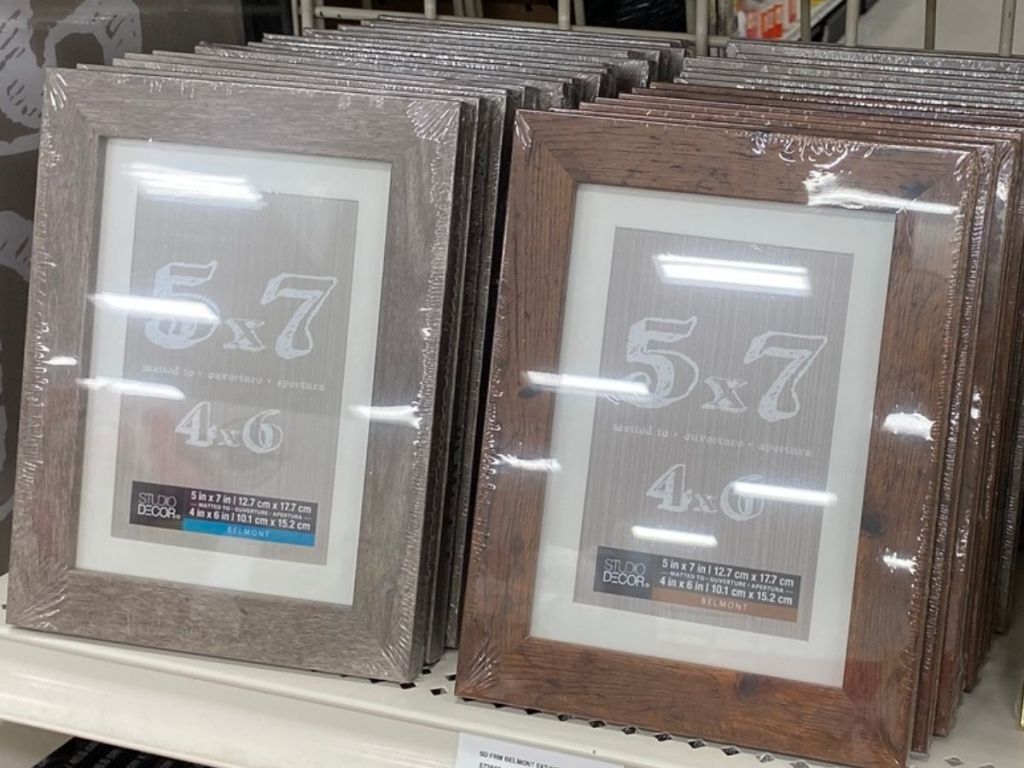 5x7
matted to • ouverture • apertura
4x6
STUDIO
DECOR®
5 in x 7 in | 12.7 cm x 17.7 cm
— MATTED TO • OUVERTURE • APERTURA —
4 in x 6 in | 10.1 cm x 15.2 cm
BELMONT
5x7
matted to • ouverture • apertura
4x6
STUDIO
DECOR®
5 in x 7 in | 12.7 cm x 17.7 cm
— MATTED TO • OUVERTURE • APERTURA —
4 in x 6 in | 10.1 cm x 15.2 cm
BELMONT
SD FRM BELMONT